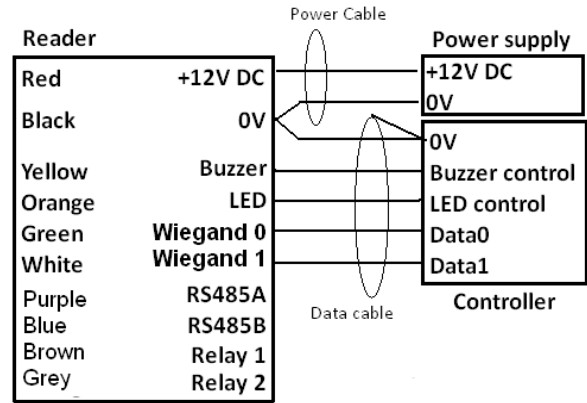 Power Cable
Reader
Power supply
Red +12V DC
+12V DC
0V
Black 0V
0V
Yellow Buzzer
Buzzer control
Orange LED
LED control
Green Wiegand 0
Data0
White Wiegand 1
Data1
Purple RS485A
Controller
Data cable
Blue RS485B
Brown Relay 1
Grey Relay 2